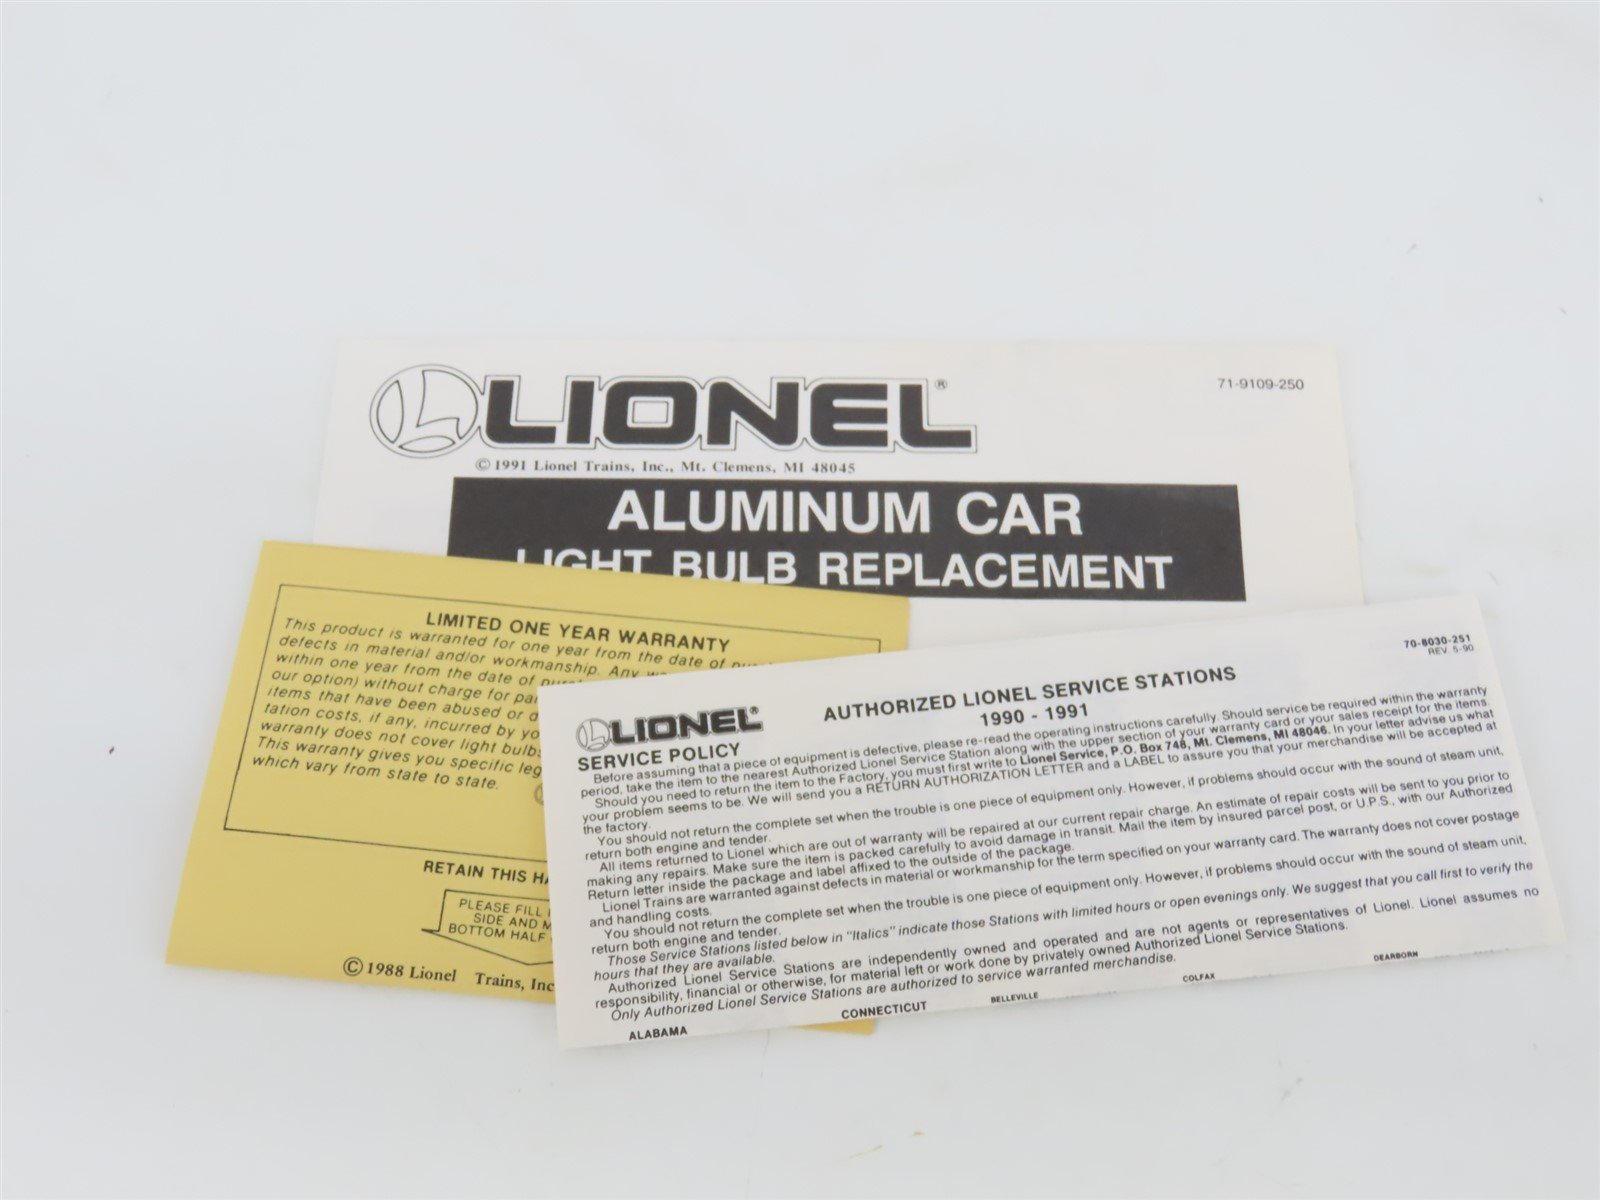 LIONEL®
71-9109-250
© 1991 Lionel Trains, Inc., Mt. Clemens, MI 48045
ALUMINUM CAR
LIGHT BULB REPLACEMENT
LIMITED ONE YEAR WARRANTY
This product is warranted for one year from the date of
defects in material and/or workmanship. Any
within one year from the date of
our option) without charge for
items that have been abused or
tation costs, if any, incurred by
warranty does not cover light bulbs
This warranty gives you specific
which vary from state to state.
RETAIN THIS
PLEASE FILL
SIDE AND
BOTTOM HALF
© 1988 Lionel Trains, Inc
70-8030-251
REV. 5-90
LIONEL®
AUTHORIZED LIONEL SERVICE STATIONS
1990 - 1991
SERVICE POLICY
Before assuming that a piece of equipment is defective, please re-read the operating instructions carefully. Should service be required within the warranty
period, take the item to the nearest Authorized Lionel Service Station along with the upper section of your warranty card or your sales receipt for the items.
Should you need to return the item to the Factory, you must first write to Lionel Service, P.O. Box 748, Mt. Clemens, MI 48046. In your letter advise us what
your problem seems to be. We will send you a RETURN AUTHORIZATION LETTER and a LABEL to assure you that your merchandise will be accepted at
the factory.
You should not return the complete set when the trouble is one piece of equipment only. However, if problems should occur with the sound of steam unit,
return both engine and tender.
All items returned to Lionel which are out of warranty will be repaired at our current repair charge. An estimate of repair costs will be sent to you prior to
making any repairs. Make sure the item is packed carefully to avoid damage in transit. Mail the item by insured parcel post, or U.P.S., with our Authorized
Return letter inside the package and label affixed to the outside of the package.
Lionel Trains are warranted against defects in material or workmanship for the term specified on your warranty card. The warranty does not cover postage
and handling costs.
You should not return the complete set when the trouble is one piece of equipment only. However, if problems should occur with the sound of steam unit,
return both engine and tender.
Those Service Stations listed below in "Italics" indicate those Stations with limited hours or open evenings only. We suggest that you call first to verify the
hours that they are available.
Authorized Lionel Service Stations are independently owned and operated and are not agents or representatives of Lionel. Lionel assumes no
responsibility, financial or otherwise, for material left or work done by privately owned Authorized Lionel Service Stations.
Only Authorized Lionel Service Stations are authorized to service warranted merchandise.
ALABAMA
CONNECTICUT
BELLEVILLE
COLFAX
DEARBORN